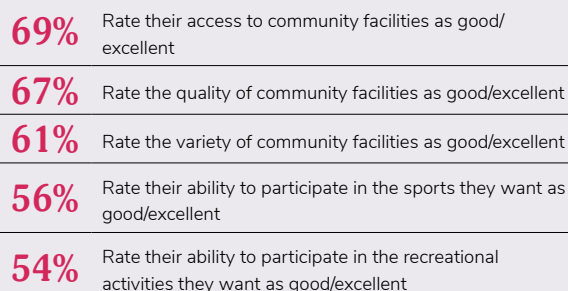 69% Rate their access to community facilities as good/
excellent
67% Rate the quality of community facilities as good/excellent
61% Rate the variety of community facilities as good/excellent
56% Rate their ability to participate in the sports they want as
good/excellent
54% Rate their ability to participate in the recreational
activities they want as good/excellent